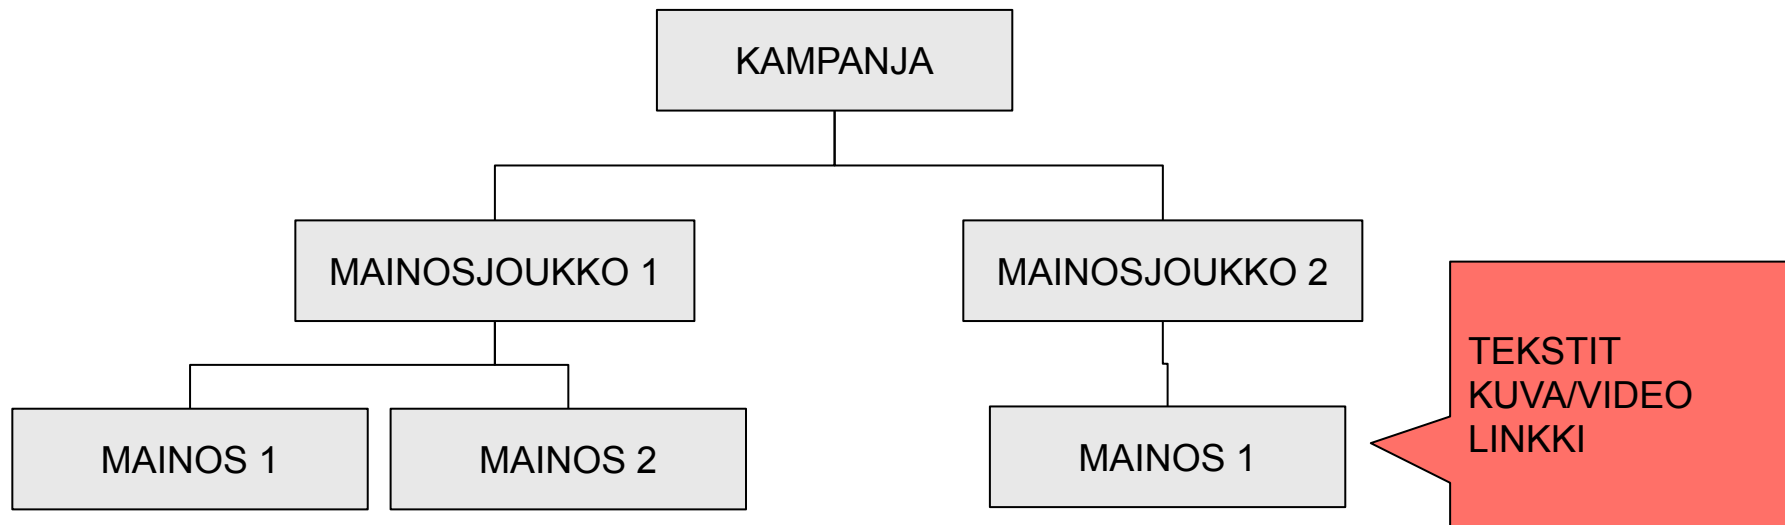 KAMPANJA
MAINOSJOUKKO 1
MAINOSJOUKKO 2
MAINOS 1
MAINOS 2
MAINOS 1
TEKSTIT
KUVA/VIDEO
LINKKI